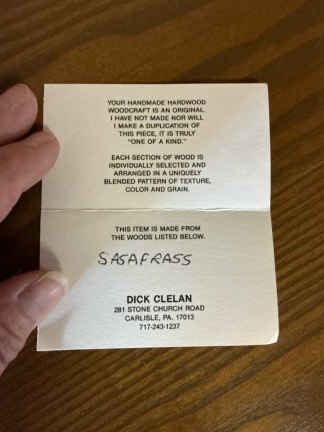 YOUR HANDMADE HARDWOOD
WOODCRAFT IS AN ORIGINAL.
I HAVE NOT MADE NOR WILL
I MAKE A DUPLICATION OF
THIS PIECE, IT IS TRULY
"ONE OF A KIND."
EACH SECTION OF WOOD IS
INDIVIDUALLY SELECTED AND
ARRANGED IN A UNIQUELY
BLENDED PATTERN OF TEXTURE,
COLOR AND GRAIN.
THIS ITEM IS MADE FROM
THE WOODS LISTED BELOW.
SASAFRASS
DICK CLELAN
281 STONE CHURCH ROAD
CARLISLE, PA. 17013
717-243-1237